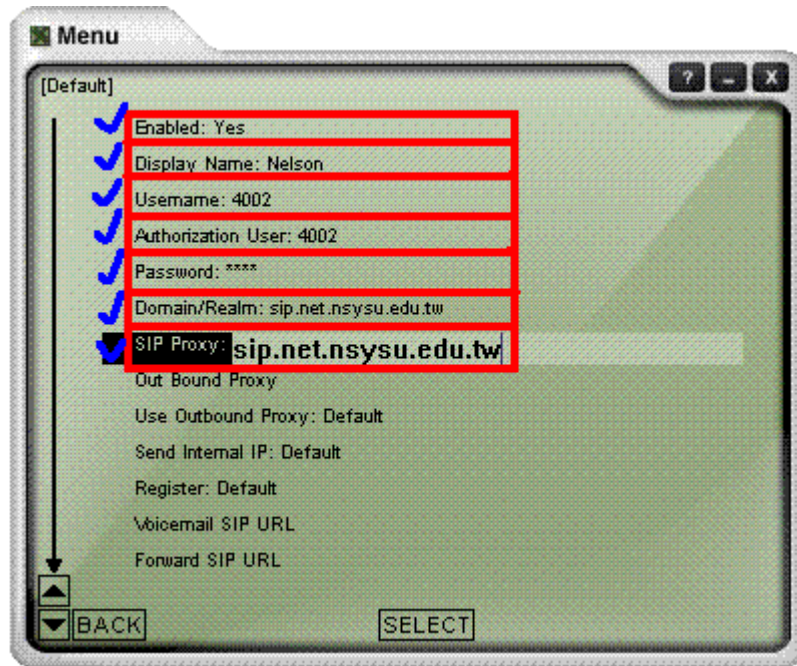 Menu
[Default]
? – X
Enabled: Yes
Display Name: Nelson
Username: 4002
Authorization User: 4002
Password: ****
Domain/Realm: sip.net.nsysu.edu.tw
SIP Proxy: sip.net.nsysu.edu.tw
Out Bound Proxy
Use Outbound Proxy: Default
Send Internal IP: Default
Register: Default
Voicemail SIP URL
Forward SIP URL
BACK SELECT